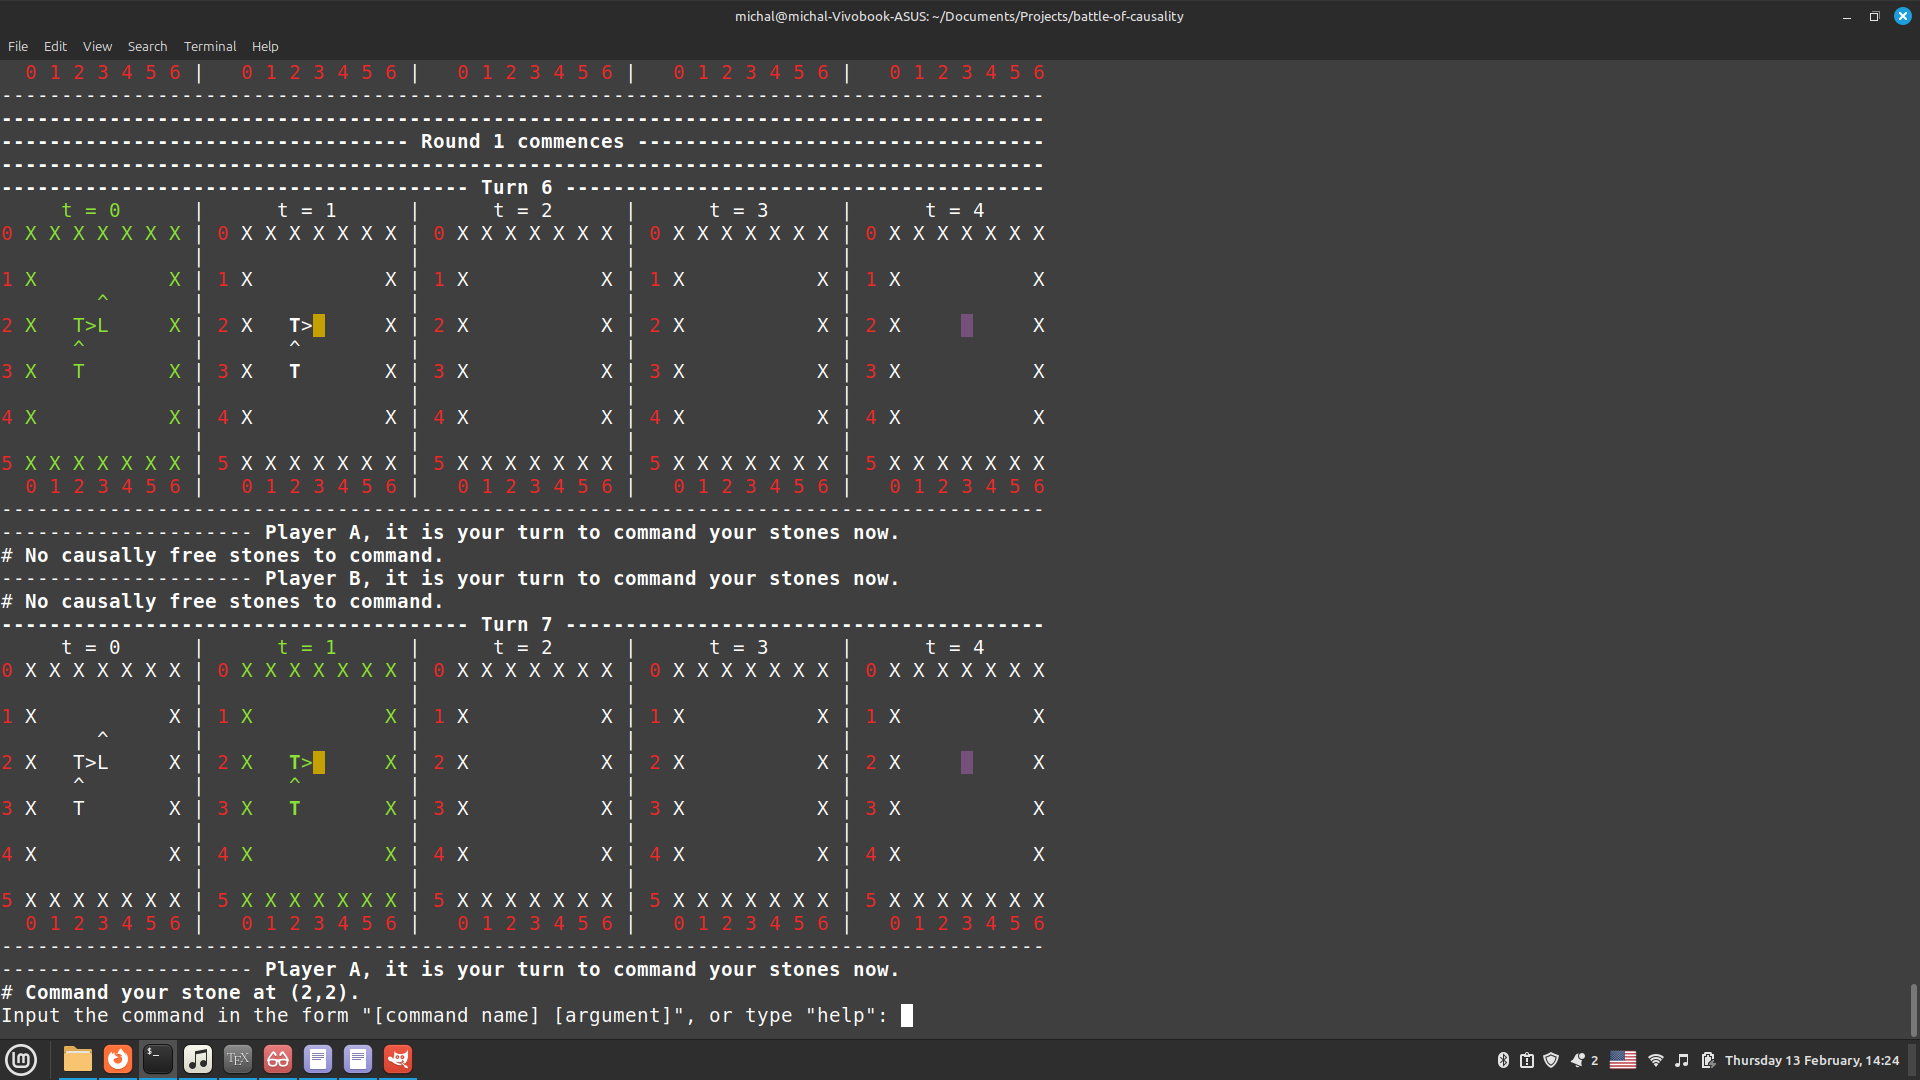 michal@michal-Vivobook-ASUS: ~/Documents/Projects/battle-of-causality
File Edit View Search Terminal Help
  0 1 2 3 4 5 6 |   0 1 2 3 4 5 6 |   0 1 2 3 4 5 6 |   0 1 2 3 4 5 6 |   0 1 2 3 4 5 6
---------------------------------------------------------------------------------------
---------------------------------------------------------------------------------------
---------------------------------- Round 1 commences ----------------------------------
---------------------------------------------------------------------------------------
--------------------------------------- Turn 6 ----------------------------------------
     t = 0      |      t = 1      |      t = 2      |      t = 3      |      t = 4
0 X X X X X X X | 0 X X X X X X X | 0 X X X X X X X | 0 X X X X X X X | 0 X X X X X X X
                |                 |                 |                 |
1 X           X | 1 X           X | 1 X           X | 1 X           X | 1 X           X
        ^       |                 |                 |                 |
2 X   T>L     X | 2 X   T>      X | 2 X           X | 2 X           X | 2 X           X
      ^         |       ^         |                 |                 |
3 X   T       X | 3 X   T       X | 3 X           X | 3 X           X | 3 X           X
                |                 |                 |                 |
4 X           X | 4 X           X | 4 X           X | 4 X           X | 4 X           X
                |                 |                 |                 |
5 X X X X X X X | 5 X X X X X X X | 5 X X X X X X X | 5 X X X X X X X | 5 X X X X X X X
  0 1 2 3 4 5 6 |   0 1 2 3 4 5 6 |   0 1 2 3 4 5 6 |   0 1 2 3 4 5 6 |   0 1 2 3 4 5 6
---------------------------------------------------------------------------------------
--------------------- Player A, it is your turn to command your stones now.
# No causally free stones to command.
--------------------- Player B, it is your turn to command your stones now.
# No causally free stones to command.
--------------------------------------- Turn 7 ----------------------------------------
     t = 0      |      t = 1      |      t = 2      |      t = 3      |      t = 4
0 X X X X X X X | 0 X X X X X X X | 0 X X X X X X X | 0 X X X X X X X | 0 X X X X X X X
                |                 |                 |                 |
1 X           X | 1 X           X | 1 X           X | 1 X           X | 1 X           X
        ^       |                 |                 |                 |
2 X   T>L     X | 2 X   T>      X | 2 X           X | 2 X           X | 2 X           X
      ^         |       ^         |                 |                 |
3 X   T       X | 3 X   T       X | 3 X           X | 3 X           X | 3 X           X
                |                 |                 |                 |
4 X           X | 4 X           X | 4 X           X | 4 X           X | 4 X           X
                |                 |                 |                 |
5 X X X X X X X | 5 X X X X X X X | 5 X X X X X X X | 5 X X X X X X X | 5 X X X X X X X
  0 1 2 3 4 5 6 |   0 1 2 3 4 5 6 |   0 1 2 3 4 5 6 |   0 1 2 3 4 5 6 |   0 1 2 3 4 5 6
---------------------------------------------------------------------------------------
--------------------- Player A, it is your turn to command your stones now.
# Command your stone at (2,2).
Input the command in the form "[command name] [argument]", or type "help":
lm $_ TEX 2 Thursday 13 February, 14:24